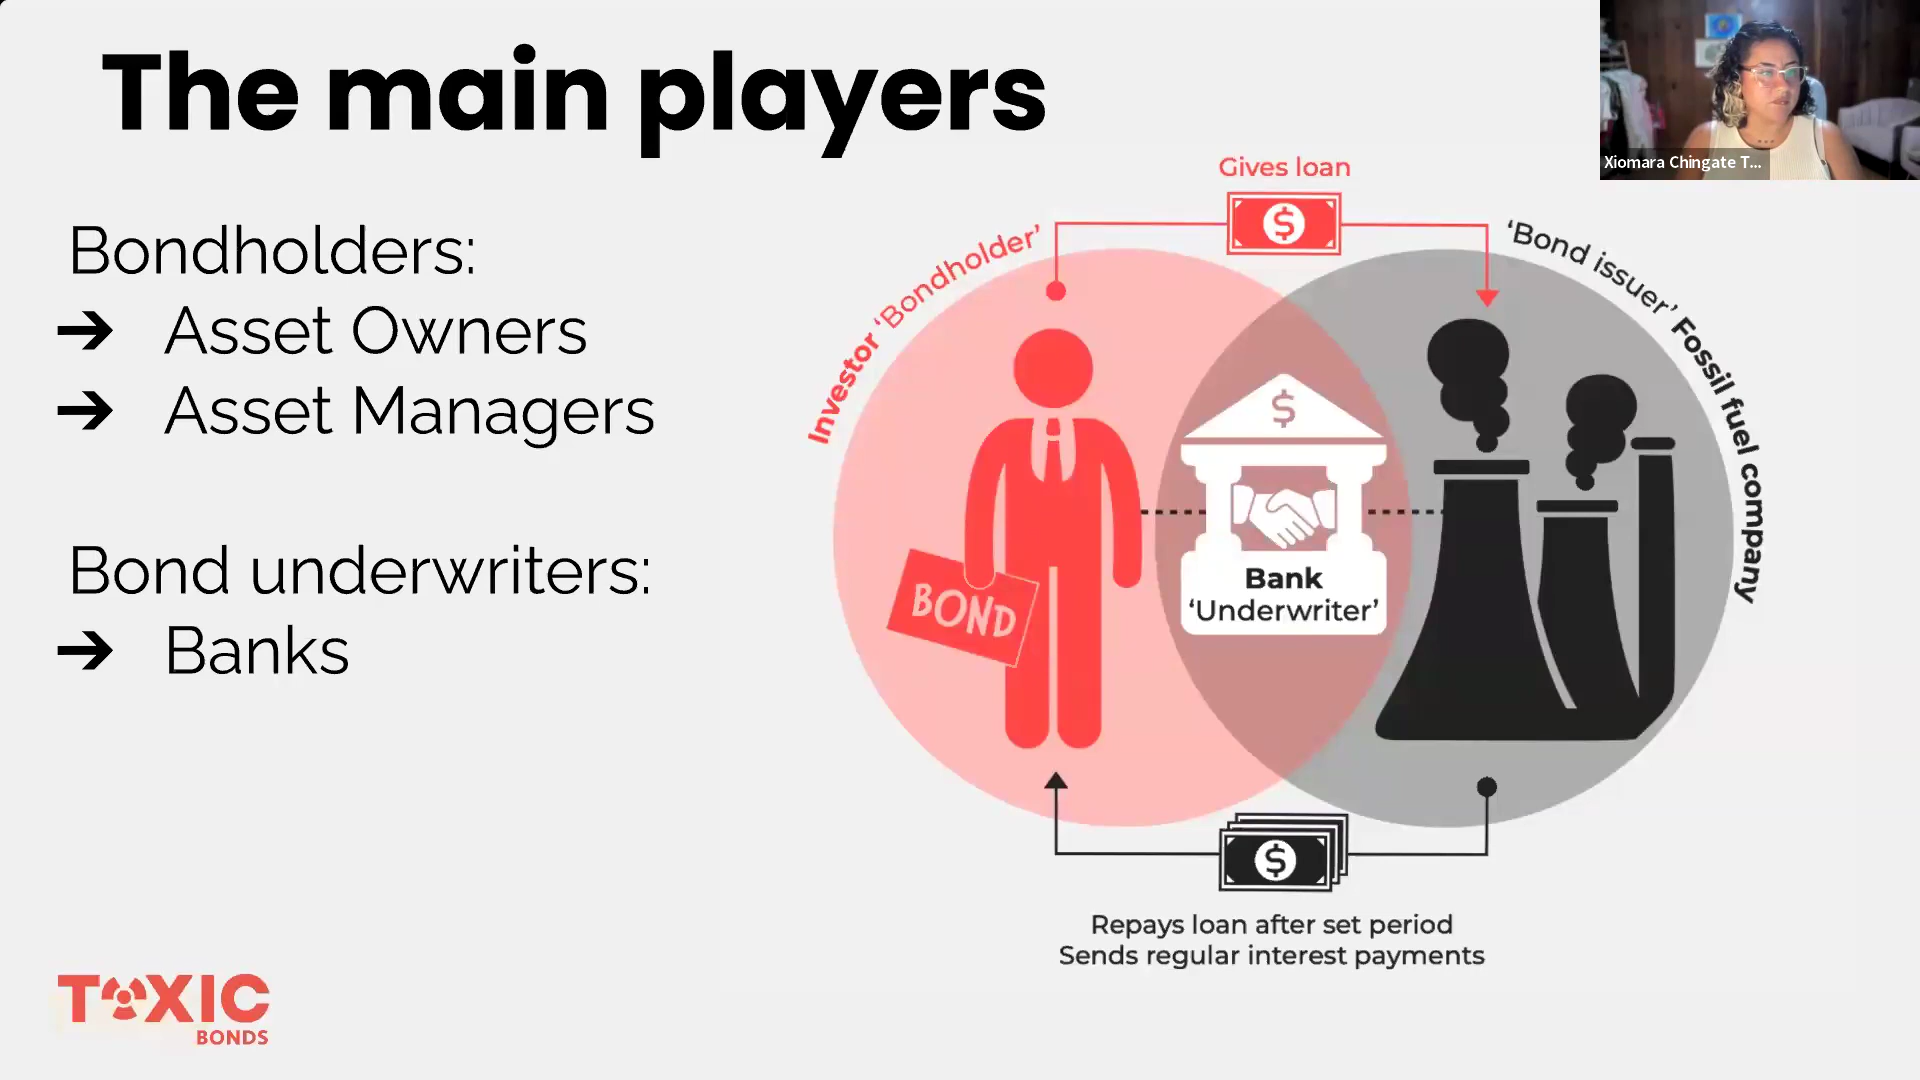 The main players
Xiomara Chingate T...
Bondholders:
➔ Asset Owners
➔ Asset Managers
Bond underwriters:
➔ Banks
Gives loan
$
Investor ‘Bondholder’
‘Bond issuer’ Fossil fuel company
$
BOND
Bank
‘Underwriter’
$
Repays loan after set period
Sends regular interest payments
TOXIC
BONDS